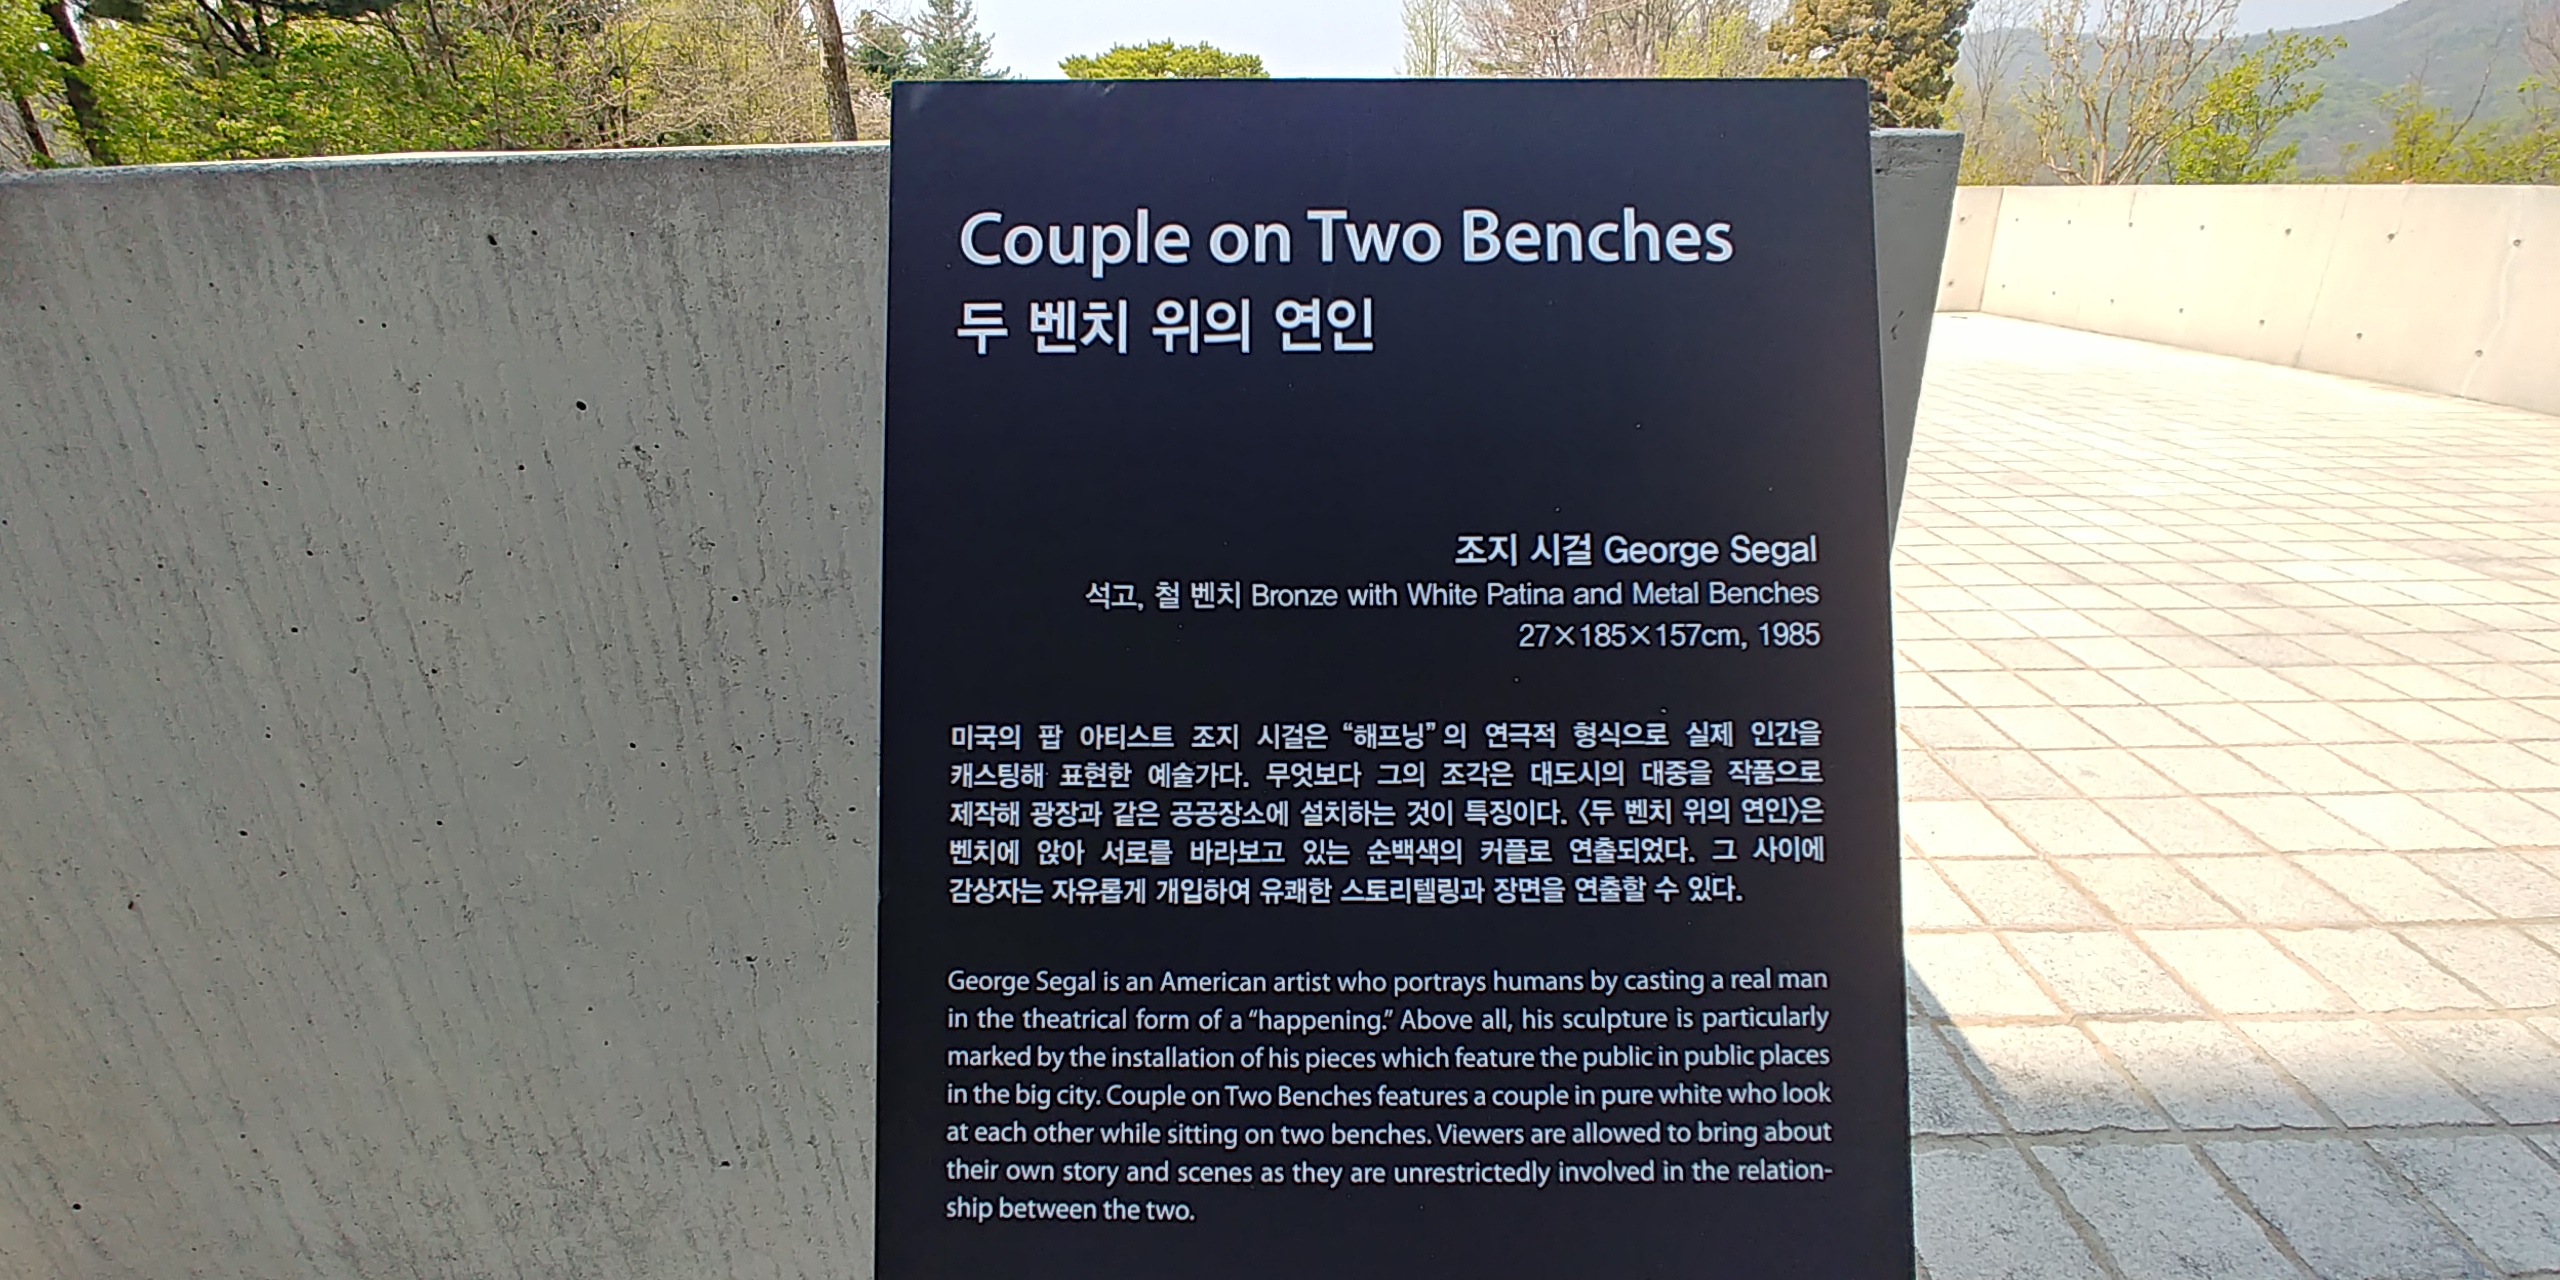 Couple on Two Benches
두 벤치 위의 연인
조지 시걸 George Segal
석고, 철 벤치 Bronze with White Patina and Metal Benches
27×185×157cm, 1985
미국의 팝 아티스트 조지 시걸은 “해프닝”의 연극적 형식으로 실제 인간을
캐스팅해 표현한 예술가다. 무엇보다 그의 조각은 대도시의 대중을 작품으로
제작해 광장과 같은 공공장소에 설치하는 것이 특징이다. 〈두 벤치 위의 연인〉은
벤치에 앉아 서로를 바라보고 있는 순백색의 커플로 연출되었다. 그 사이에
감상자는 자유롭게 개입하여 유쾌한 스토리텔링과 장면을 연출할 수 있다.
George Segal is an American artist who portrays humans by casting a real man
in the theatrical form of a “happening.” Above all, his sculpture is particularly
marked by the installation of his pieces which feature the public in public places
in the big city. Couple on Two Benches features a couple in pure white who look
at each other while sitting on two benches. Viewers are allowed to bring about
their own story and scenes as they are unrestrictedly involved in the relation-
ship between the two.